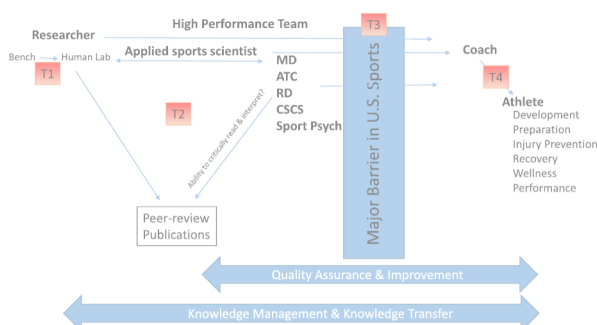 High Performance Team
T3
Researcher
Bench
Human Lab
Applied sports scientist
Coach
T1
MD
ATC
RD
CSCS
Sport Psych
T4
T2
Athlete
Development
Preparation
Injury Prevention
Recovery
Wellness
Performance
Ability to critically read & interpret?
Major Barrier in U.S. Sports
Peer-review
Publications
Quality Assurance & Improvement
Knowledge Management & Knowledge Transfer